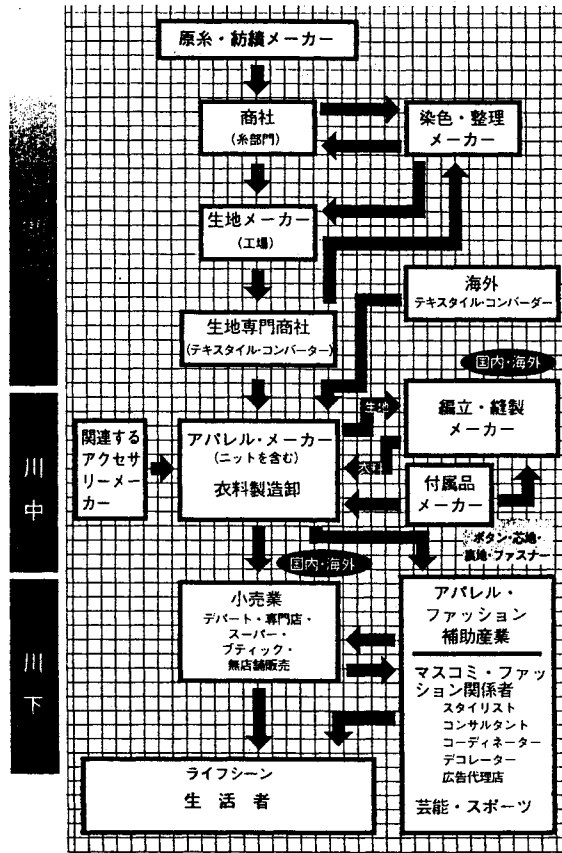 原糸・紡績メーカー
商社
(糸部門)
染色・整理
メーカー
生地メーカー
(工場)
海外
テキスタイル・コンバーダー
生地専門商社
(テキスタイル・コンバーター)
国内・海外
生地
編立・縫製
メーカー
川中
関連する
アクセサ
リーメー
カー
アパレル・メーカー
(ニットを含む)
衣料製造卸
付属品
メーカー
ボタン・芯地・
裏地・ファスナー
国内・海外
川下
小売業
デパート・専門店・
スーパー・
ブティック・
無店舗販売
アパレル・
ファッション
補助産業
マスコミ・ファッ
ション関係者
スタイリスト
コンサルタント
コーディネーター
デコレーター
広告代理店
芸能・スポーツ
ライフシーン
生活者